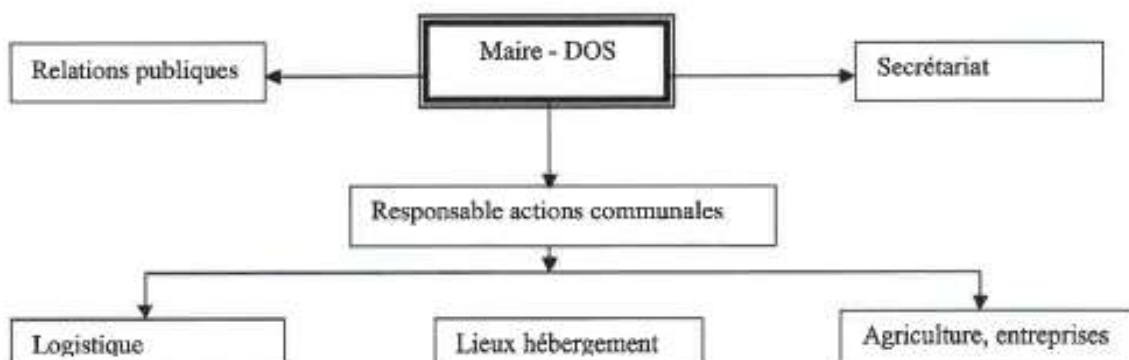 Maire - DOS
Relations publiques
Secrétariat
Responsable actions communales
Logistique
Lieux hébergement
Agriculture, entreprises